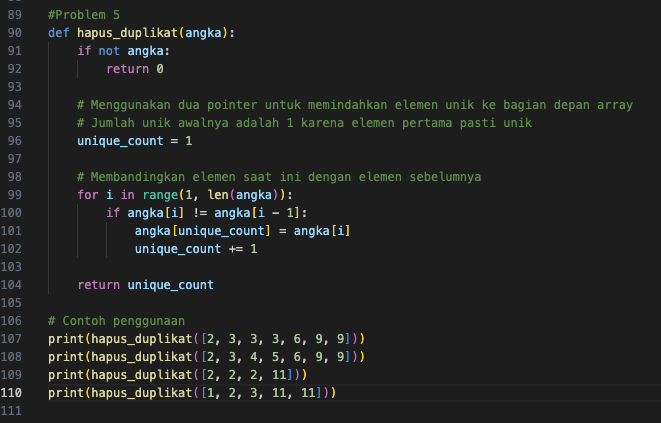 89 #Problem 5
90 def hapus_duplikat(angka):
91     if not angka:
92         return 0
93
94     # Menggunakan dua pointer untuk memindahkan elemen unik ke bagian depan array
95     # Jumlah unik awalnya adalah 1 karena elemen pertama pasti unik
96     unique_count = 1
97
98     # Membandingkan elemen saat ini dengan elemen sebelumnya
99     for i in range(1, len(angka)):
100         if angka[i] != angka[i - 1]:
101             angka[unique_count] = angka[i]
102             unique_count += 1
103
104     return unique_count
105
106 # Contoh penggunaan
107 print(hapus_duplikat([2, 3, 3, 3, 6, 9, 9]))
108 print(hapus_duplikat([2, 3, 4, 5, 6, 9, 9]))
109 print(hapus_duplikat([2, 2, 2, 11]))
110 print(hapus_duplikat([1, 2, 3, 11, 11]))
111